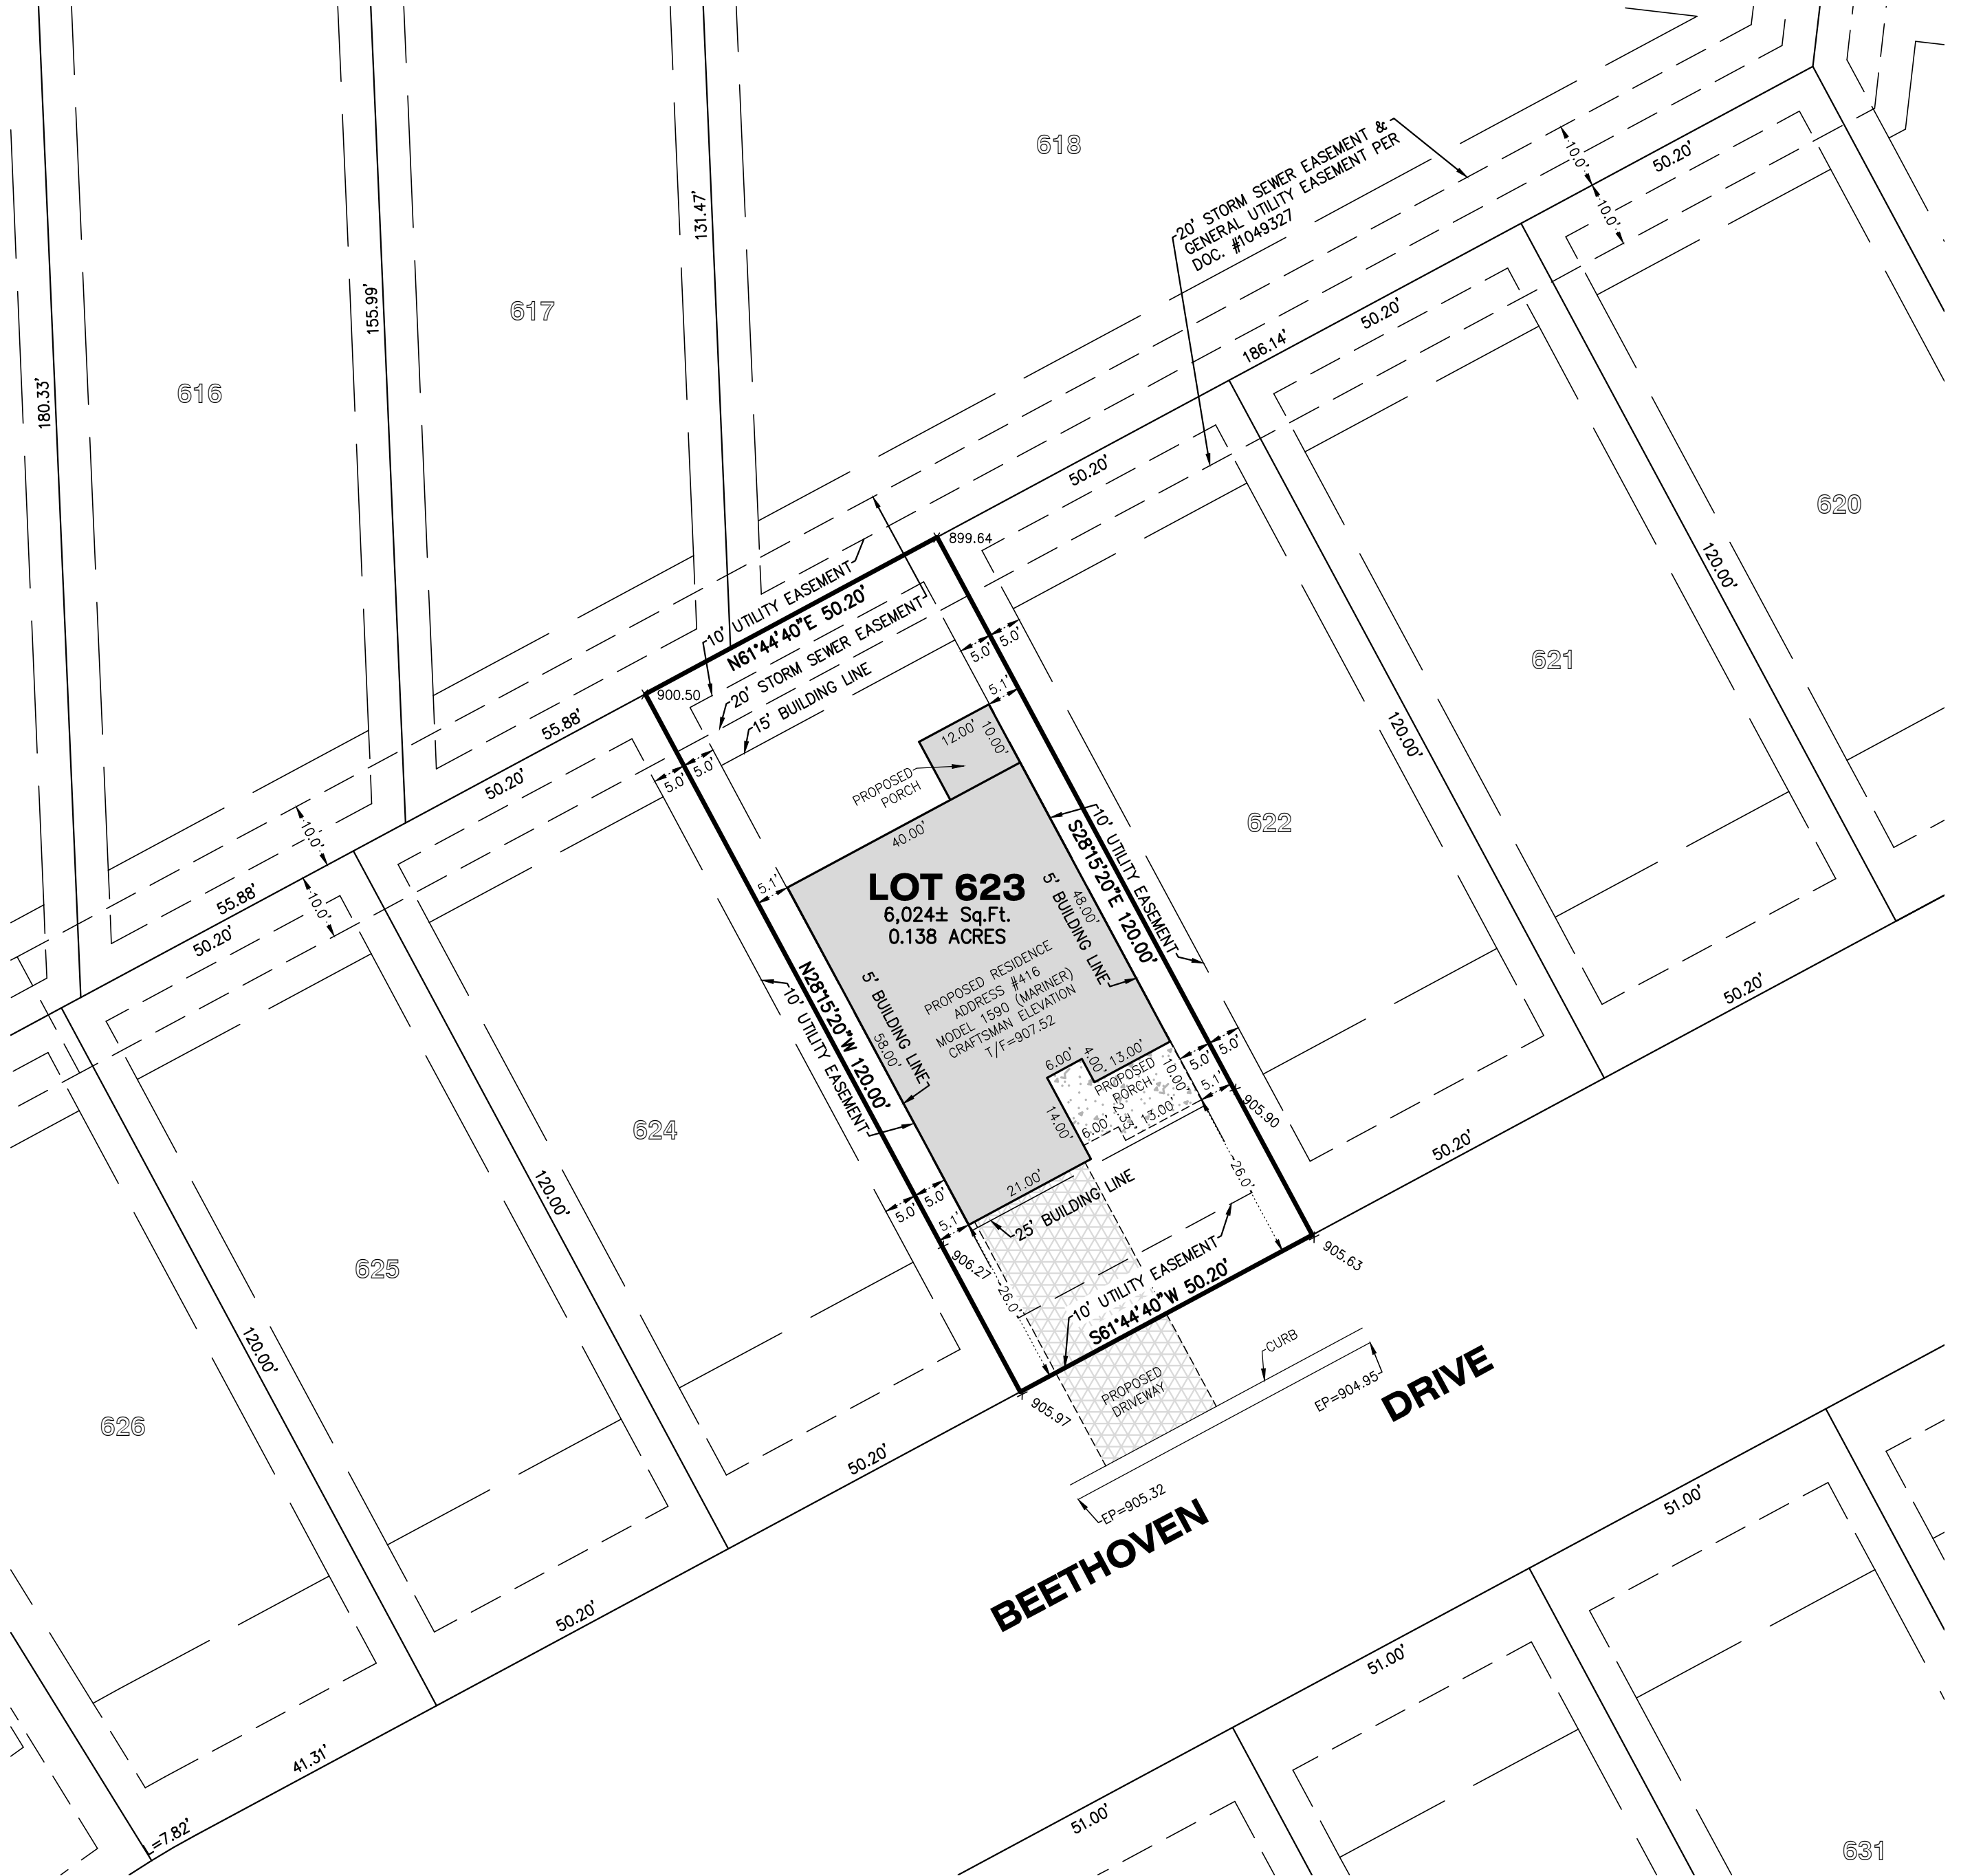 618
20' STORM SEWER EASEMENT &
GENERAL UTILITY EASEMENT PER
DOC. #1049327
10.0'
10.0'
50.20'
131.47'
155.99'
617
180.33'
616
50.20'
186.14'
50.20'
620
120.00'
621
120.00'
899.64
10' UTILITY EASEMENT
N61°44'40"E 50.20'
20' STORM SEWER EASEMENT
15' BUILDING LINE
900.50
5.0'
5.0'
5.1'
55.88'
50.20'
5.0'
5.0'
12.00'
10.00'
PROPOSED
PORCH
40.00'
622
10' UTILITY EASEMENT
S28°15'20"E 120.00'
10.0'
10.0'
55.88'
50.20'
5.1'
LOT 623
6,024± Sq.Ft.
0.138 ACRES
5' BUILDING LINE
48.00'
PROPOSED RESIDENCE
ADDRESS #416
MODEL 1590 (MARINER)
CRAFTSMAN ELEVATION
T/F=907.52
5' BUILDING LINE
58.00'
N28°15'20"W 120.00'
10' UTILITY EASEMENT
50.20'
6.00'
4.00'
13.00'
PROPOSED
PORCH
10.00'
5.0'
5.0'
5.1'
905.90
14.00'
6.00'
13.00'
624
50.20'
21.00'
25' BUILDING LINE
26.0'
5.0'
5.0'
5.1'
906.27
26.0'
10' UTILITY EASEMENT
S61°44'40"W 50.20'
905.63
120.00'
625
120.00'
626
905.97
PROPOSED
DRIVEWAY
CURB
EP=904.95
EP=905.32
BEETHOVEN
DRIVE
50.20'
50.20'
41.31'
L=7.82'
51.00'
51.00'
51.00'
631